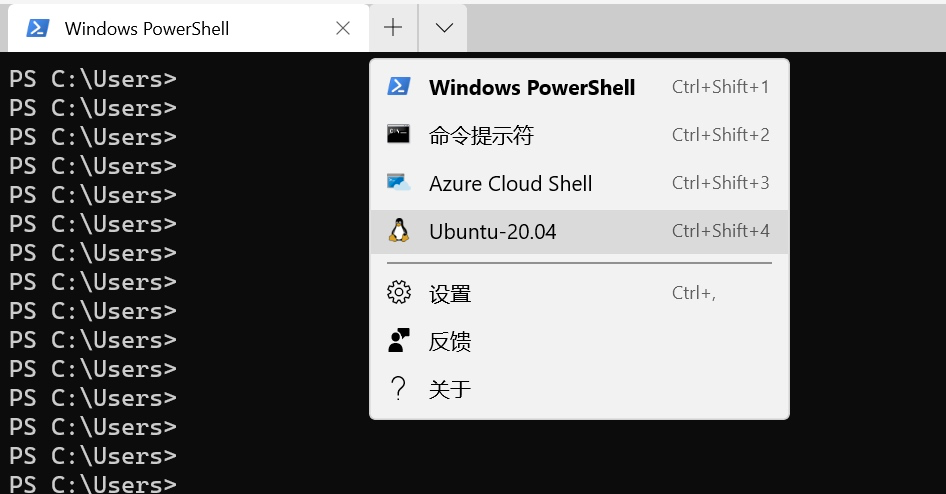 Windows PowerShell
PS C:\Users>
Windows PowerShell Ctrl+Shift+1
PS C:\Users>
命令提示符 Ctrl+Shift+2
PS C:\Users>
PS C:\Users>
Azure Cloud Shell Ctrl+Shift+3
PS C:\Users>
PS C:\Users>
Ubuntu-20.04 Ctrl+Shift+4
PS C:\Users>
PS C:\Users>
设置 Ctrl+,
PS C:\Users>
PS C:\Users>
反馈
PS C:\Users>
PS C:\Users>
关于
PS C:\Users>
PS C:\Users>
PS C:\Users>